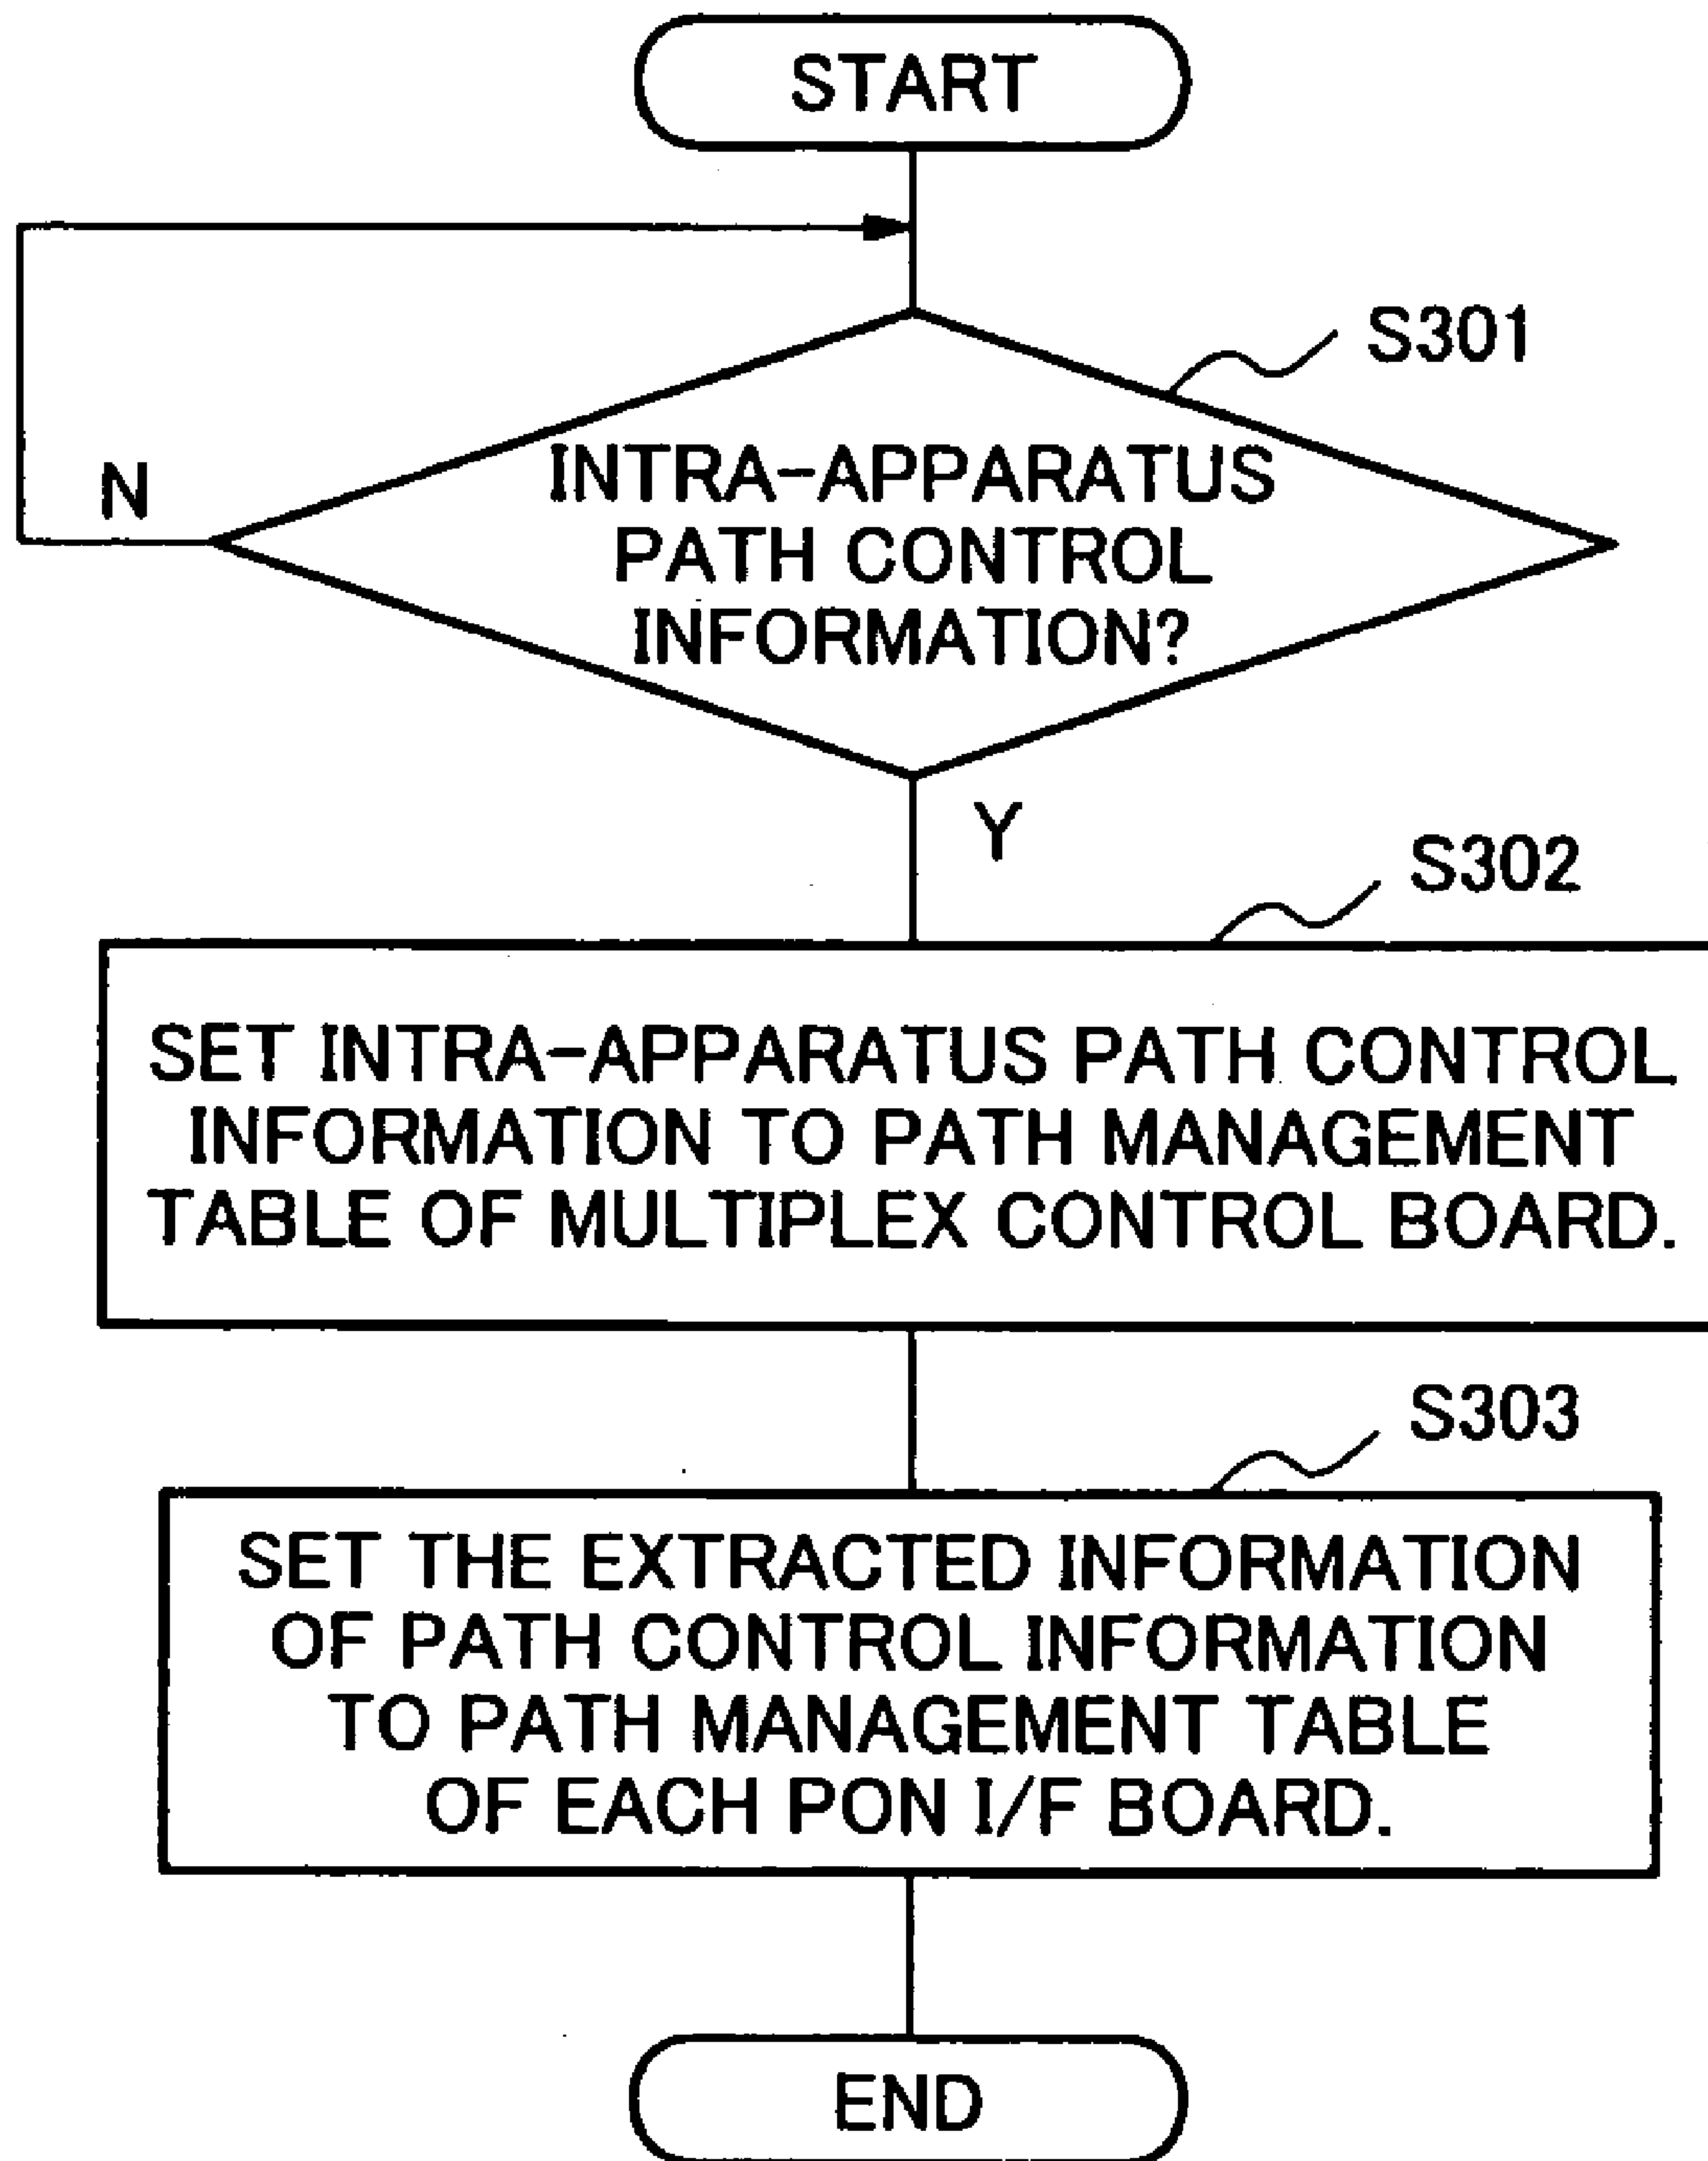 START
S301
INTRA-APPARATUS
PATH CONTROL
INFORMATION?
N
Y
S302
SET INTRA-APPARATUS PATH CONTROL
INFORMATION TO PATH MANAGEMENT
TABLE OF MULTIPLEX CONTROL BOARD.
S303
SET THE EXTRACTED INFORMATION
OF PATH CONTROL INFORMATION
TO PATH MANAGEMENT TABLE
OF EACH PON I/F BOARD.
END